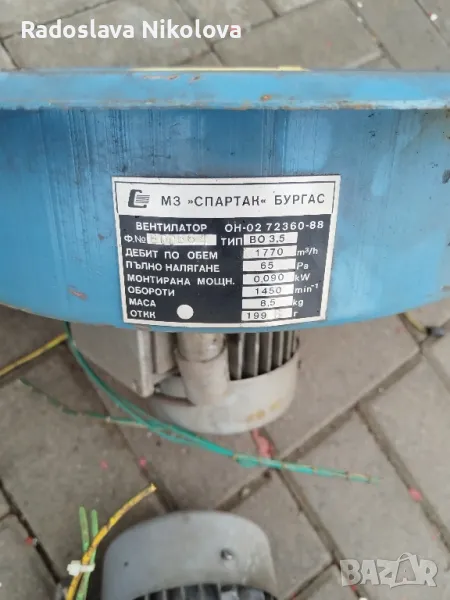 Radoslava Nikolova
МЗ »СПАРТАК« БУРГАС
ВЕНТИЛАТОР ОН-02 72360-88
Ф.№ ТИП ВО 3,5
ДЕБИТ ПО ОБЕМ 1770 m³/h
ПЪЛНО НАЛЯГАНЕ 65 Pa
МОНТИРАНА МОЩН. 0,090 kW
ОБОРОТИ 1450 min⁻¹
МАСА 8,5 kg
ОТКК 199 г
BAZAR